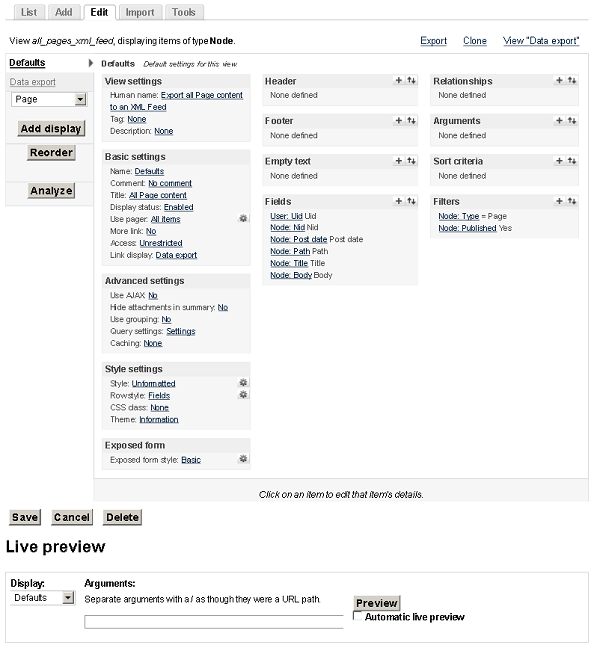 List Add Edit Import Tools
View all_pages_xml_feed, displaying items of type Node.
Export Clone View "Data export"
Defaults
Data export
Page
Add display
Reorder
Analyze
Defaults Default settings for this view.
View settings
Human name: Export all Page content
to an XML Feed
Tag: None
Description: None
Basic settings
Name: Defaults
Comment: No comment
Title: All Page content
Display status: Enabled
Use pager: All items
More link: No
Access: Unrestricted
Link display: Data export
Advanced settings
Use AJAX: No
Hide attachments in summary: No
Use grouping: No
Query settings: Settings
Caching: None
Style settings
Style: Unformatted
Row style: Fields
CSS class: None
Theme: Information
Exposed form
Exposed form style: Basic
Header
None defined
Footer
None defined
Empty text
None defined
Fields
User: Uid Uid
Node: Nid Nid
Node: Post date Post date
Node: Path Path
Node: Title Title
Node: Body Body
Relationships
None defined
Arguments
None defined
Sort criteria
None defined
Filters
Node: Type = Page
Node: Published Yes
Click on an item to edit that item's details.
Save Cancel Delete
Live preview
Display:
Defaults
Arguments:
Separate arguments with a / as though they were a URL path.
Preview
Automatic live preview